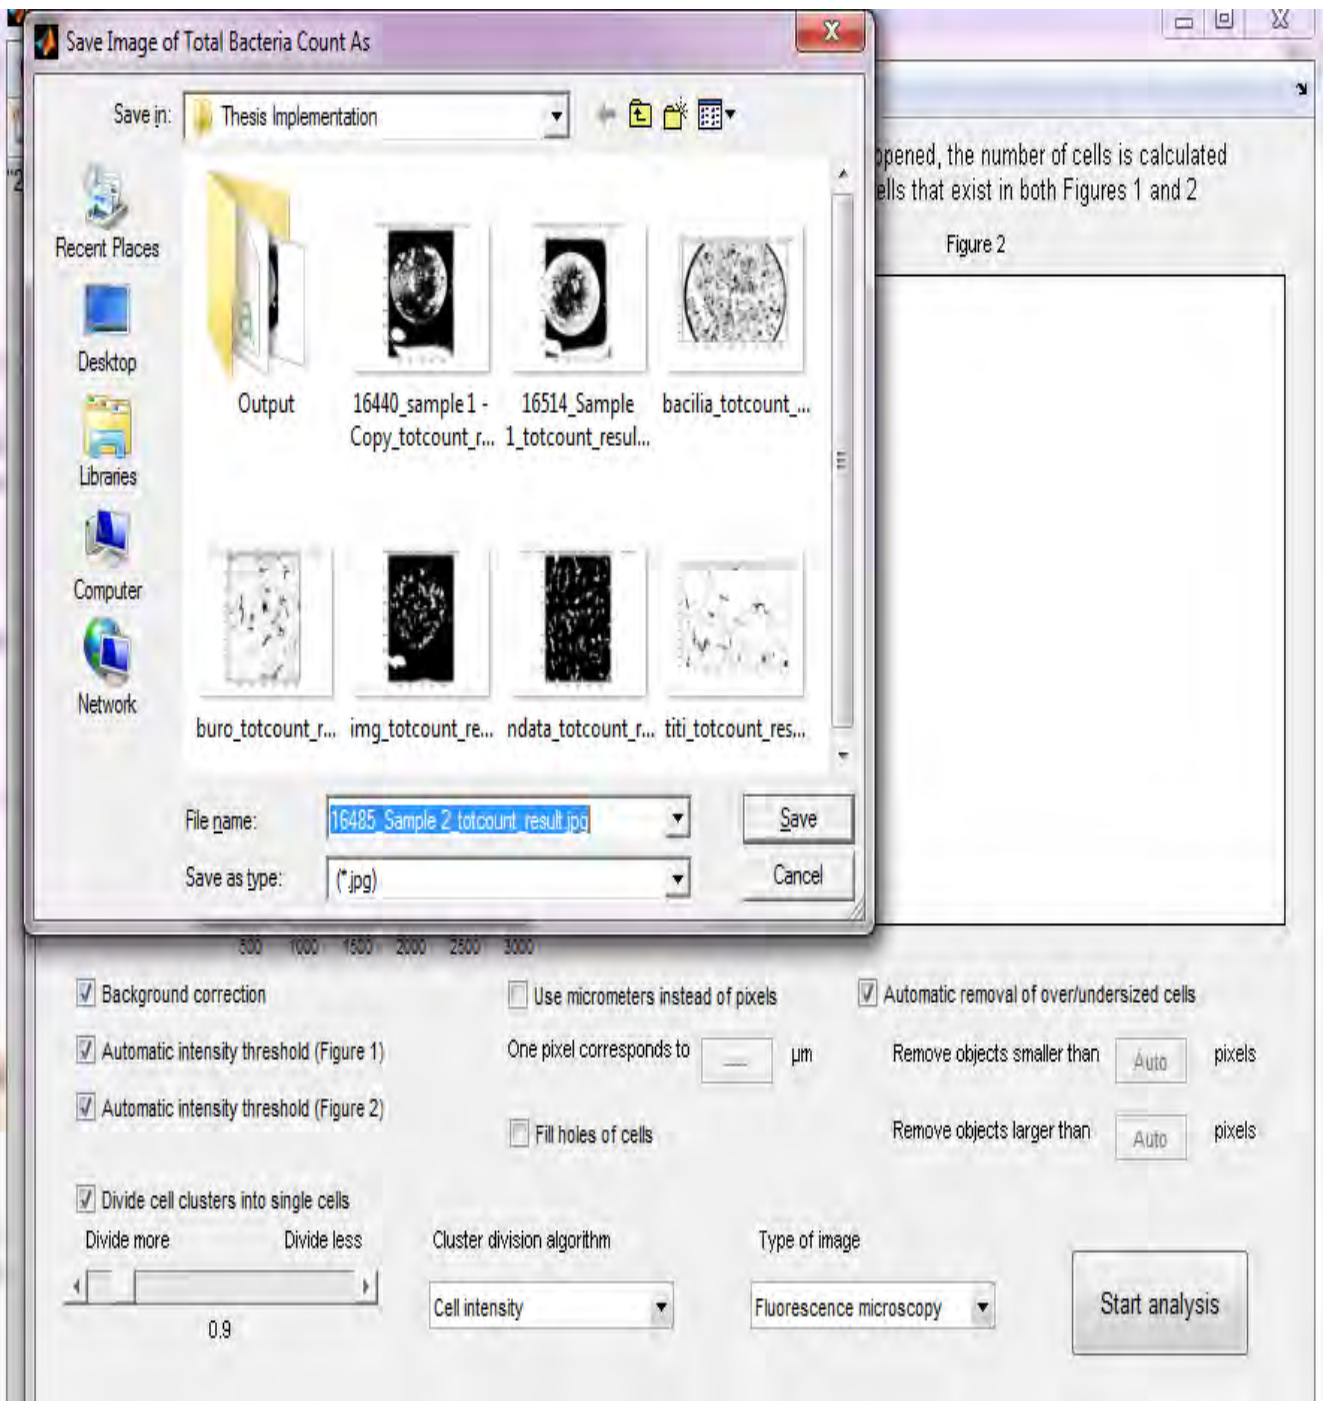 Save Image of Total Bacteria Count As
Save in: Thesis Implementation
Recent Places
Desktop
Libraries
Computer
Network
Output
16440_sample 1 -
Copy_totcount_r...
16514_Sample
1_totcount_resul...
bacilia_totcount_...
buro_totcount_r...
img_totcount_re...
ndata_totcount_r...
titi_totcount_res...
File name: 16485_Sample 2_totcount_result.jpg
Save
Save as type: (*.jpg)
Cancel
opened, the number of cells is calculated
ells that exist in both Figures 1 and 2
Figure 2
500 1000 1500 2000 2500 3000
Background correction
Automatic intensity threshold (Figure 1)
Automatic intensity threshold (Figure 2)
Divide cell clusters into single cells
Divide more Divide less
0.9
Use micrometers instead of pixels
One pixel corresponds to __ µm
Fill holes of cells
Cluster division algorithm
Cell intensity
Automatic removal of over/undersized cells
Remove objects smaller than Auto pixels
Remove objects larger than Auto pixels
Type of image
Fluorescence microscopy
Start analysis